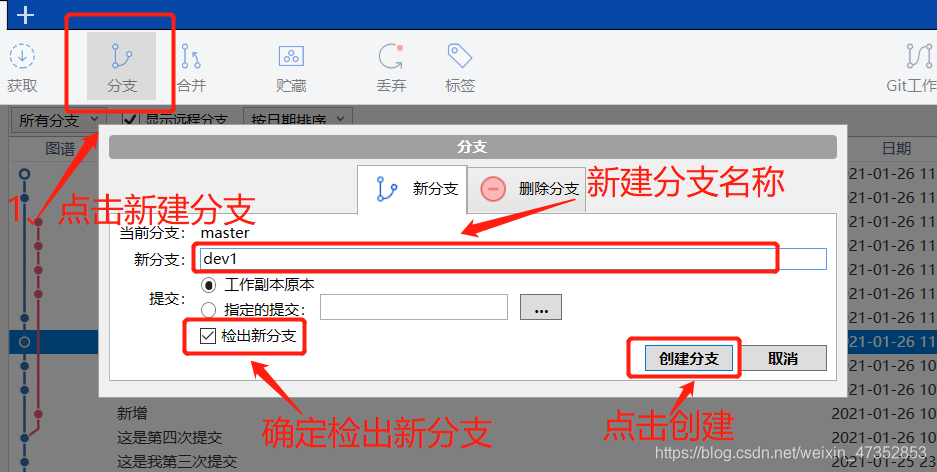 获取 分支 合并 贮藏 丢弃 标签 Git工作
所有分支 显示远程分支 按日期排序
图谱 日期
分支
新分支 删除分支
新建分支名称
1、点击新建分支
当前分支: master
新分支: dev1
提交: 工作副本原本
指定的提交: ...
检出新分支
创建分支 取消
确定检出新分支
点击创建
21-01-26 11
21-01-26 11
21-01-26 11
21-01-26 11
21-01-26 11
21-01-26 11
21-01-26 11
21-01-26 11
21-01-26 10
21-01-26 10
新增 2021-01-26 10
这是第四次提交 2021-01-26 10
这是我第三次提交 2021-01-25 23
https://blog.csdn.net/weixin_47352853